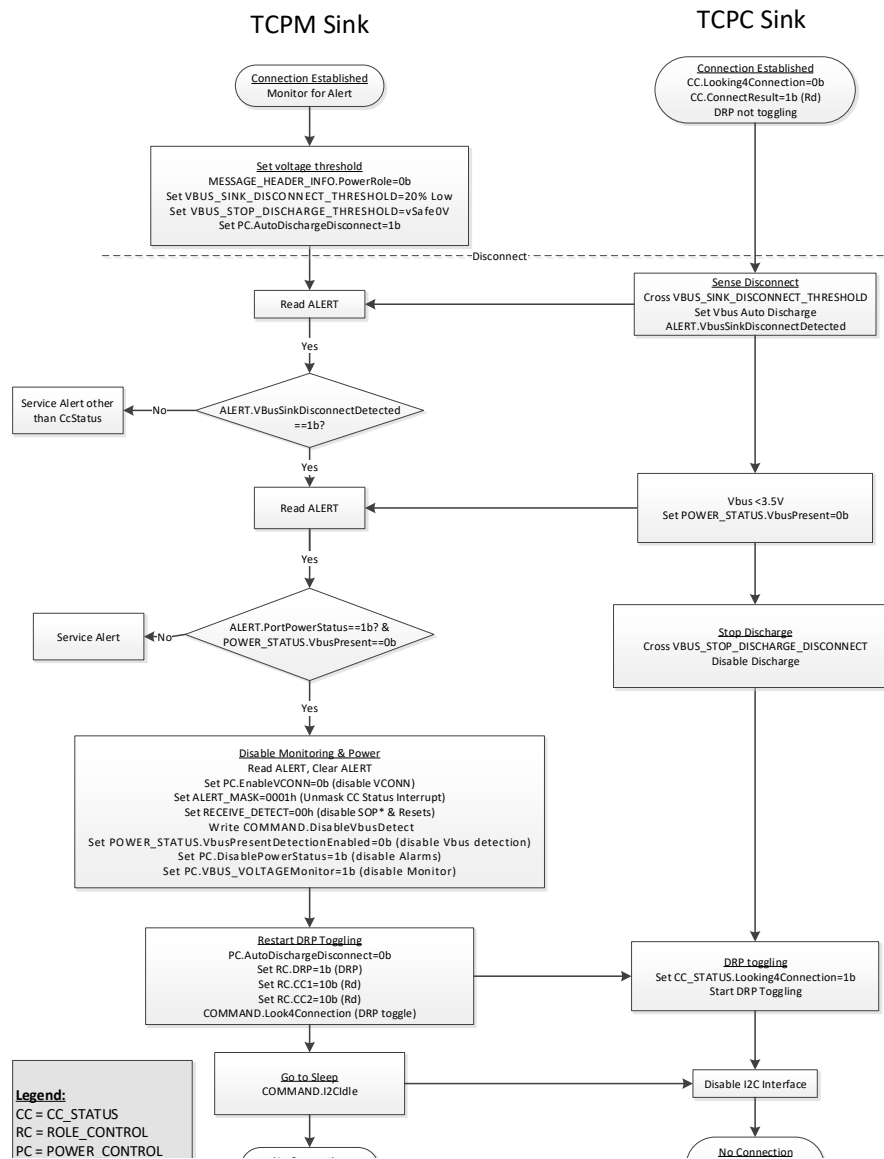 TCPM Sink
TCPC Sink
Connection Established
Monitor for Alert
Connection Established
CC.Looking4Connection=0b
CC.ConnectResult=1b (Rd)
DRP not toggling
Set voltage threshold
MESSAGE_HEADER_INFO.PowerRole=0b
Set VBUS_SINK_DISCONNECT_THRESHOLD=20% Low
Set VBUS_STOP_DISCHARGE_THRESHOLD=vSafe0V
Set PC.AutoDischargeDisconnect=1b
Disconnect
Read ALERT
Sense Disconnect
Cross VBUS_SINK_DISCONNECT_THRESHOLD
Set Vbus Auto Discharge
ALERT.VbusSinkDisconnectDetected
Yes
Service Alert other
than CcStatus
No
ALERT.VBusSinkDisconnectDetected
==1b?
Yes
Read ALERT
Vbus <3.5V
Set POWER_STATUS.VbusPresent=0b
Yes
Service Alert
No
ALERT.PortPowerStatus==1b? &
POWER_STATUS.VbusPresent==0b
Stop Discharge
Cross VBUS_STOP_DISCHARGE_DISCONNECT
Disable Discharge
Yes
Disable Monitoring & Power
Read ALERT, Clear ALERT
Set PC.EnableVCONN=0b (disable VCONN)
Set ALERT_MASK=0001h (Unmask CC Status Interrupt)
Set RECEIVE_DETECT=00h (disable SOP* & Resets)
Write COMMAND.DisableVbusDetect
Set POWER_STATUS.VbusPresentDetectionEnabled=0b (disable Vbus detection)
Set PC.DisablePowerStatus=1b (disable Alarms)
Set PC.VBUS_VOLTAGEMonitor=1b (disable Monitor)
Restart DRP Toggling
PC.AutoDischargeDisconnect=0b
Set RC.DRP=1b (DRP)
Set RC.CC1=10b (Rd)
Set RC.CC2=10b (Rd)
COMMAND.Look4Connection (DRP toggle)
DRP toggling
Set CC_STATUS.Looking4Connection=1b
Start DRP Toggling
Go to Sleep
COMMAND.I2CIdle
Disable I2C Interface
Legend:
CC = CC_STATUS
RC = ROLE_CONTROL
PC = POWER_CONTROL
No Connection